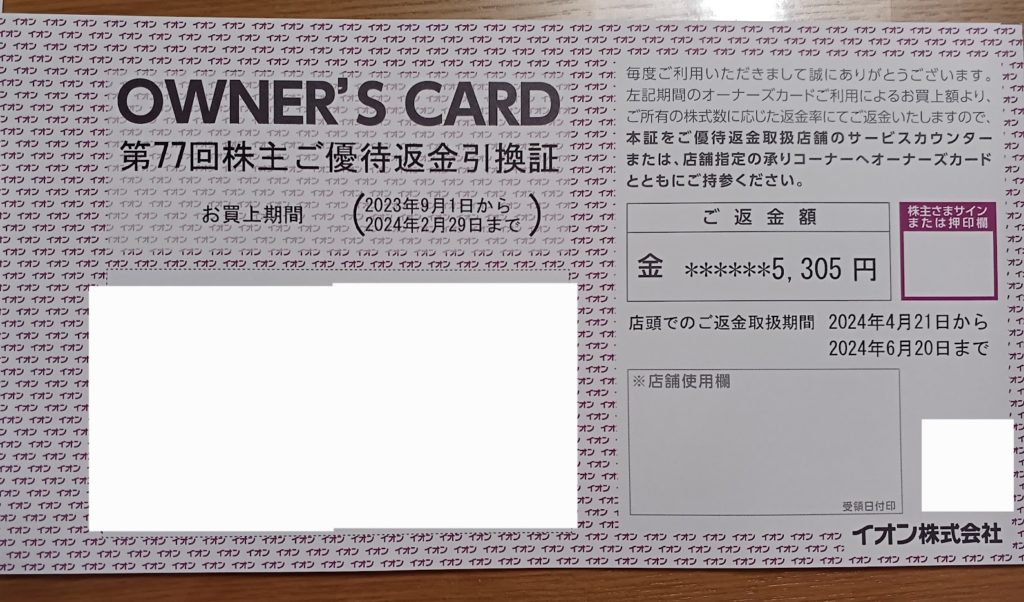 OWNER'S CARD
第77回株主ご優待返金引換証
お買上期間
(2023年9月1日から
2024年2月29日まで)
毎度ご利用いただきまして誠にありがとうございます。
左記期間のオーナーズカードご利用によるお買上額より、
ご所有の株式数に応じた返金率にてご返金いたしますので、
本証をご優待返金取扱店舗のサービスカウンター
または、店舗指定の承りコーナーへオーナーズカード
とともにご持参ください。
ご返金額
金 ******5,305円
株主さまサイン
または押印欄
店頭でのご返金取扱期間 2024年4月21日から
2024年6月20日まで
※店舗使用欄
受領日付印
イオン株式会社
イオン